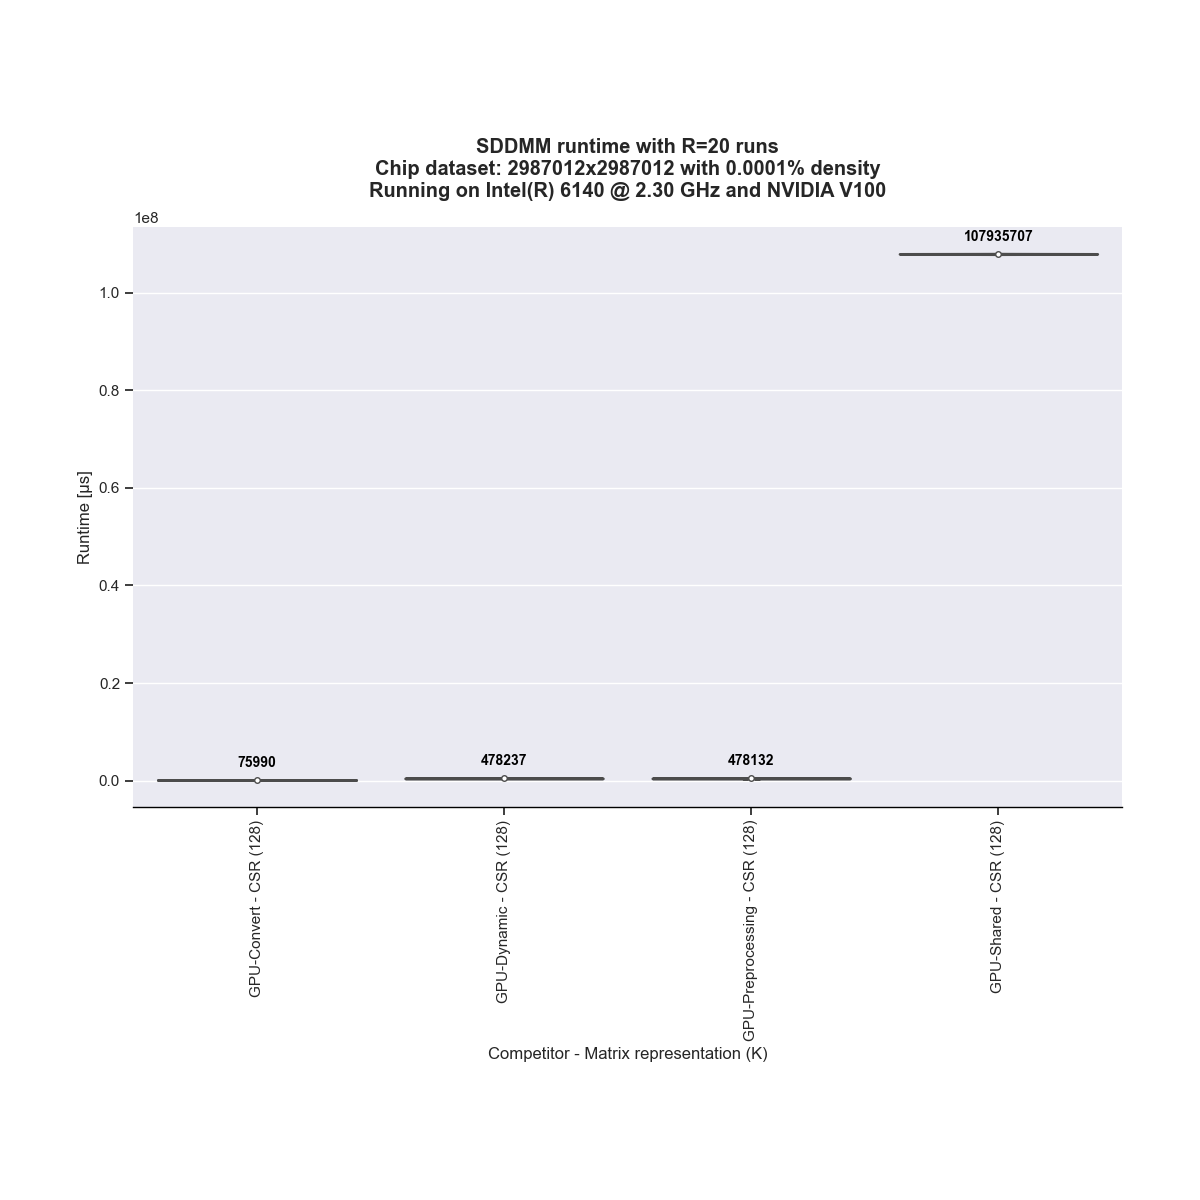 SDDMM runtime with R=20 runs
Chip dataset: 2987012x2987012 with 0.0001% density
Running on Intel(R) 6140 @ 2.30 GHz and NVIDIA V100
1e8
107935707
1.0
0.8
0.6
Runtime [µs]
0.4
0.2
75990
478237
478132
0.0
GPU-Convert - CSR (128)
GPU-Dynamic - CSR (128)
GPU-Preprocessing - CSR (128)
GPU-Shared - CSR (128)
Competitor - Matrix representation (K)